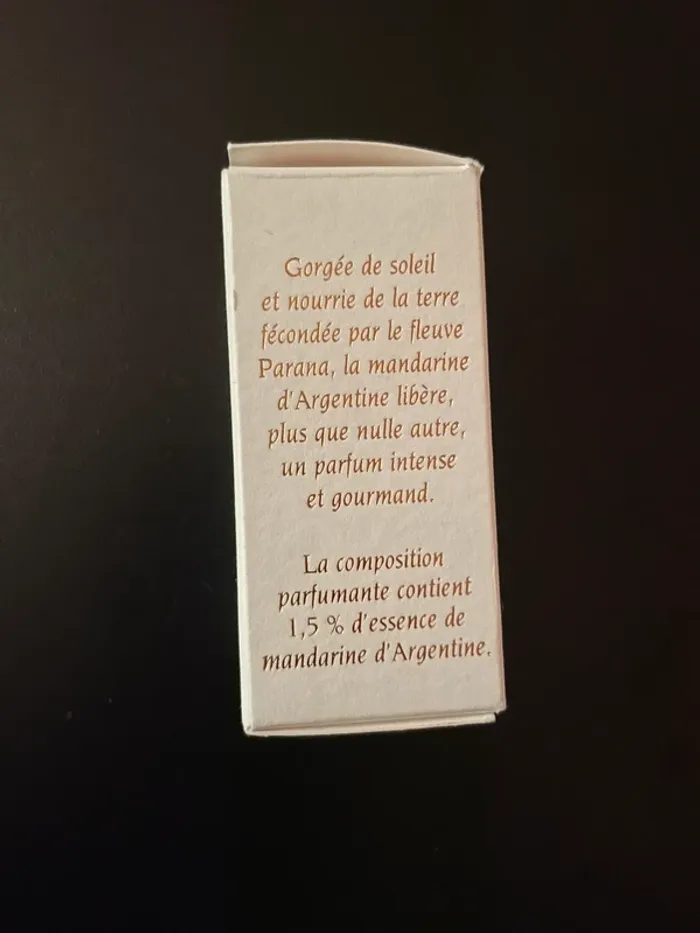 Gorgée de soleil
et nourrie de la terre
fécondée par le fleuve
Parana, la mandarine
d'Argentine libère,
plus que nulle autre,
un parfum intense
et gourmand.
La composition
parfumante contient
1,5 % d'essence de
mandarine d'Argentine.